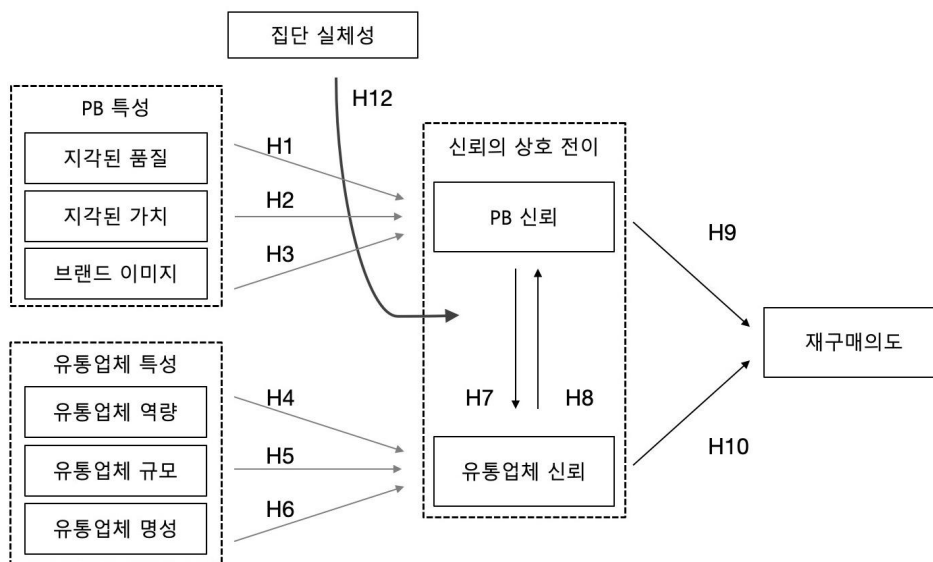 집단 실체성
H12
PB 특성
지각된 품질
지각된 가치
브랜드 이미지
H1
H2
H3
신뢰의 상호 전이
PB 신뢰
H7
H8
유통업체 신뢰
유통업체 특성
유통업체 역량
유통업체 규모
유통업체 명성
H4
H5
H6
H9
H10
재구매의도